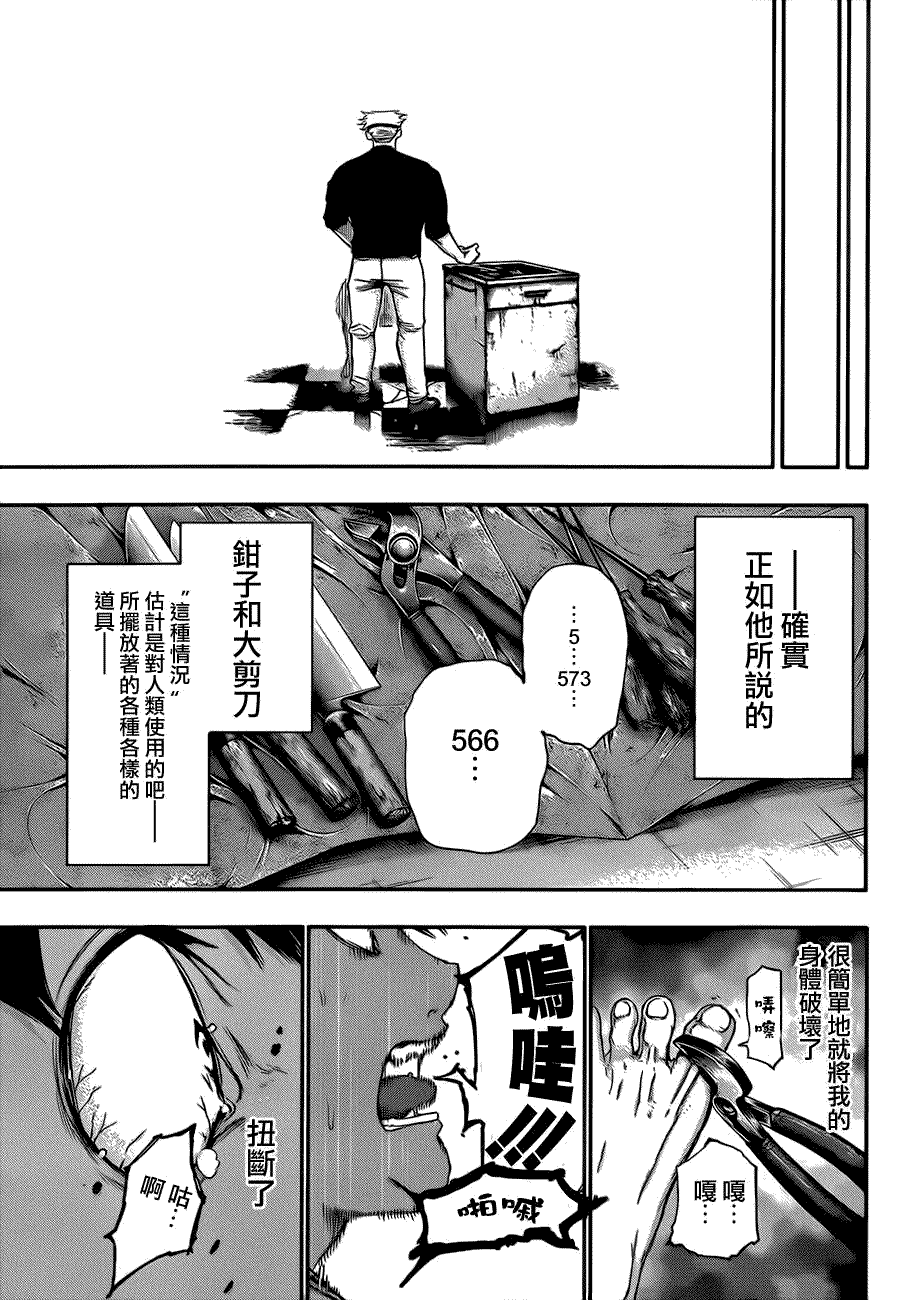 ——確實
正如他所説的
…5…573…
566…
鉗子和大剪刀
”這種情況“
估計是對人類使用的吧——
所擺放著的各種各樣的
道具——
很簡單地就將我的
身體破壞了
哢嚓
嘎…
嘎…
嗚哇!!!
啪嘁
扭斷了
咕…
啊